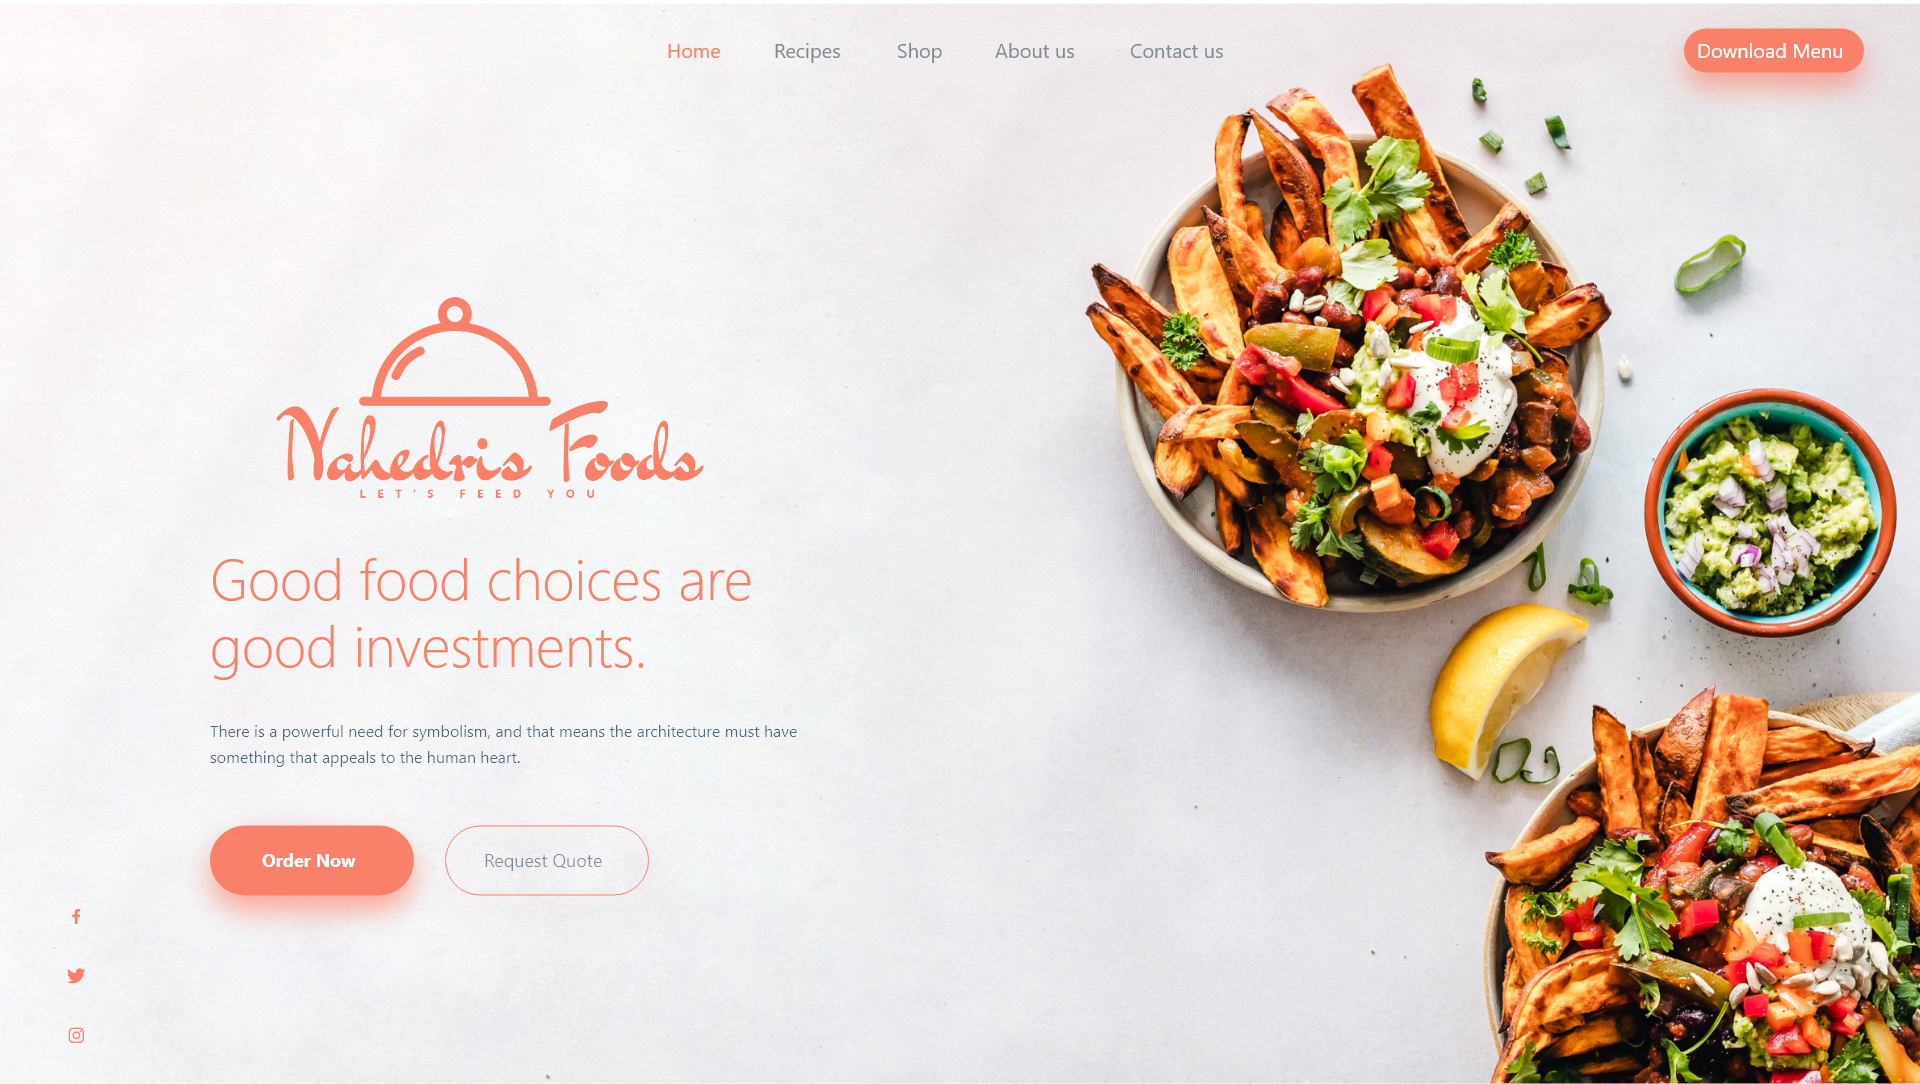 Home Recipes Shop About us Contact us Download Menu
Nahedris Foods
LET'S FEED YOU
Good food choices are
good investments.
There is a powerful need for symbolism, and that means the architecture must have
something that appeals to the human heart.
Order Now Request Quote